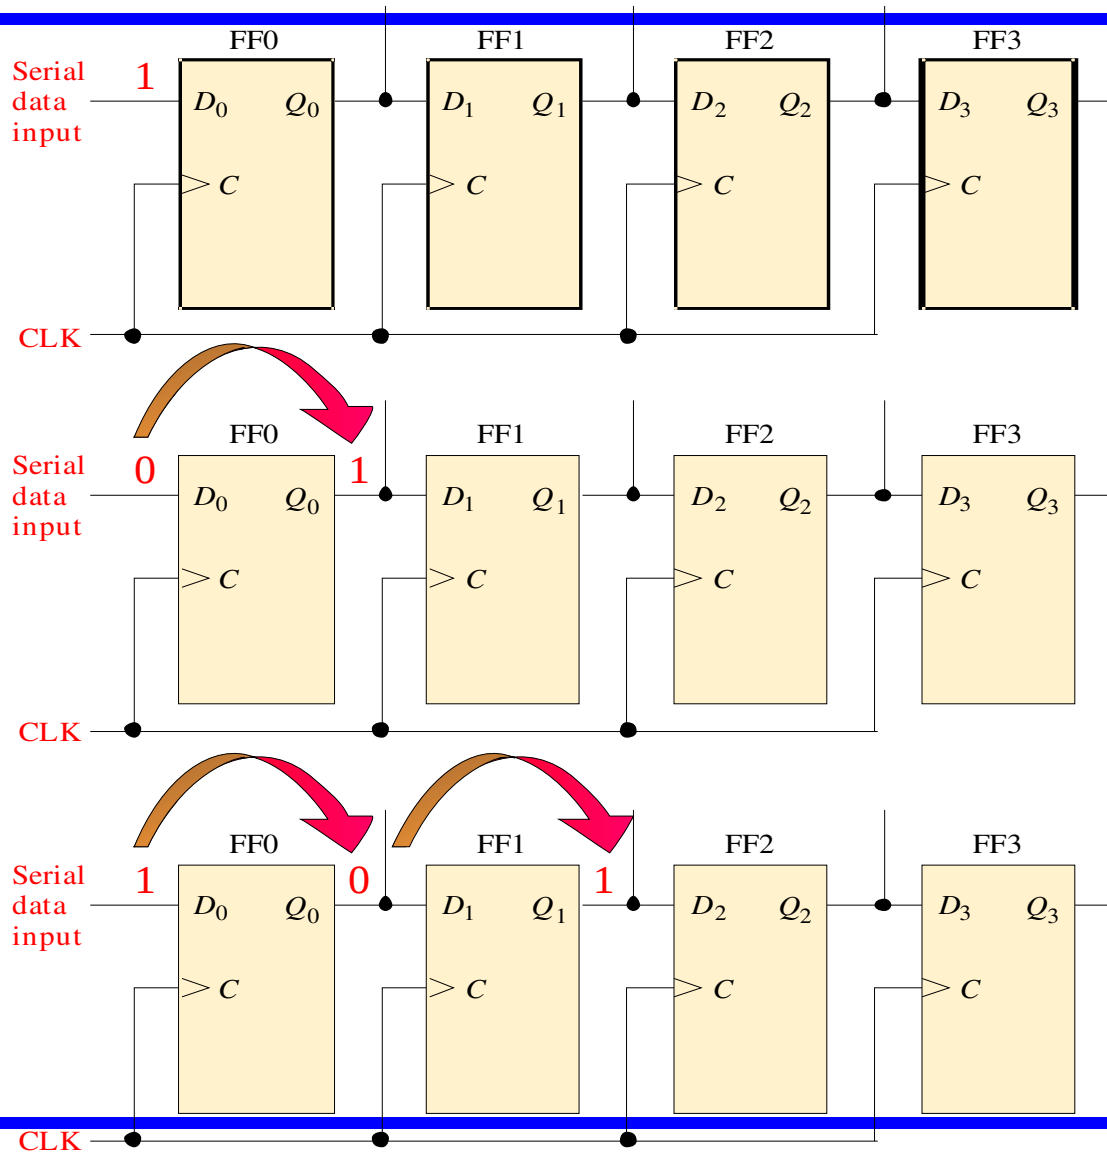 FF0 FF1 FF2 FF3
Serial 1
data D0 Q0 D1 Q1 D2 Q2 D3 Q3
input
C C C C
CLK
FF0 FF1 FF2 FF3
Serial 0 1
data D0 Q0 D1 Q1 D2 Q2 D3 Q3
input
C C C C
CLK
FF0 FF1 FF2 FF3
Serial 1 0 1
data D0 Q0 D1 Q1 D2 Q2 D3 Q3
input
C C C C
CLK